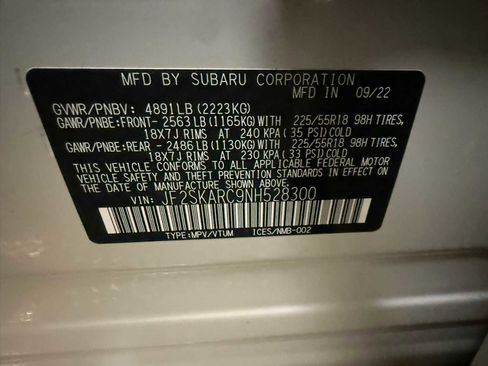 MFD BY SUBARU CORPORATION
MFD IN 09/22
GVWR/PNBV: 4891LB (2223KG)
GAWR/PNBE:FRONT- 2563LB (1165KG)WITH 225/55R18 98H TIRES,
18X7J RIMS AT 240 KPA ( 35 PSI) COLD
GAWR/PNBE:REAR - 2486LB (1130KG)WITH 225/55R18 98H TIRES,
18X7J RIMS AT 230 KPA ( 33 PSI) COLD
THIS VEHICLE CONFORMS TO ALL APPLICABLE FEDERAL MOTOR
VEHICLE SAFETY AND THEFT PREVENTION STANDARDS IN EFFECT
ON THE DATE OF MANUFACTURE SHOWN ABOVE.
VIN: JF2SKARC9NH528300
TYPE:MPV/VTUM ICES/NMB-002